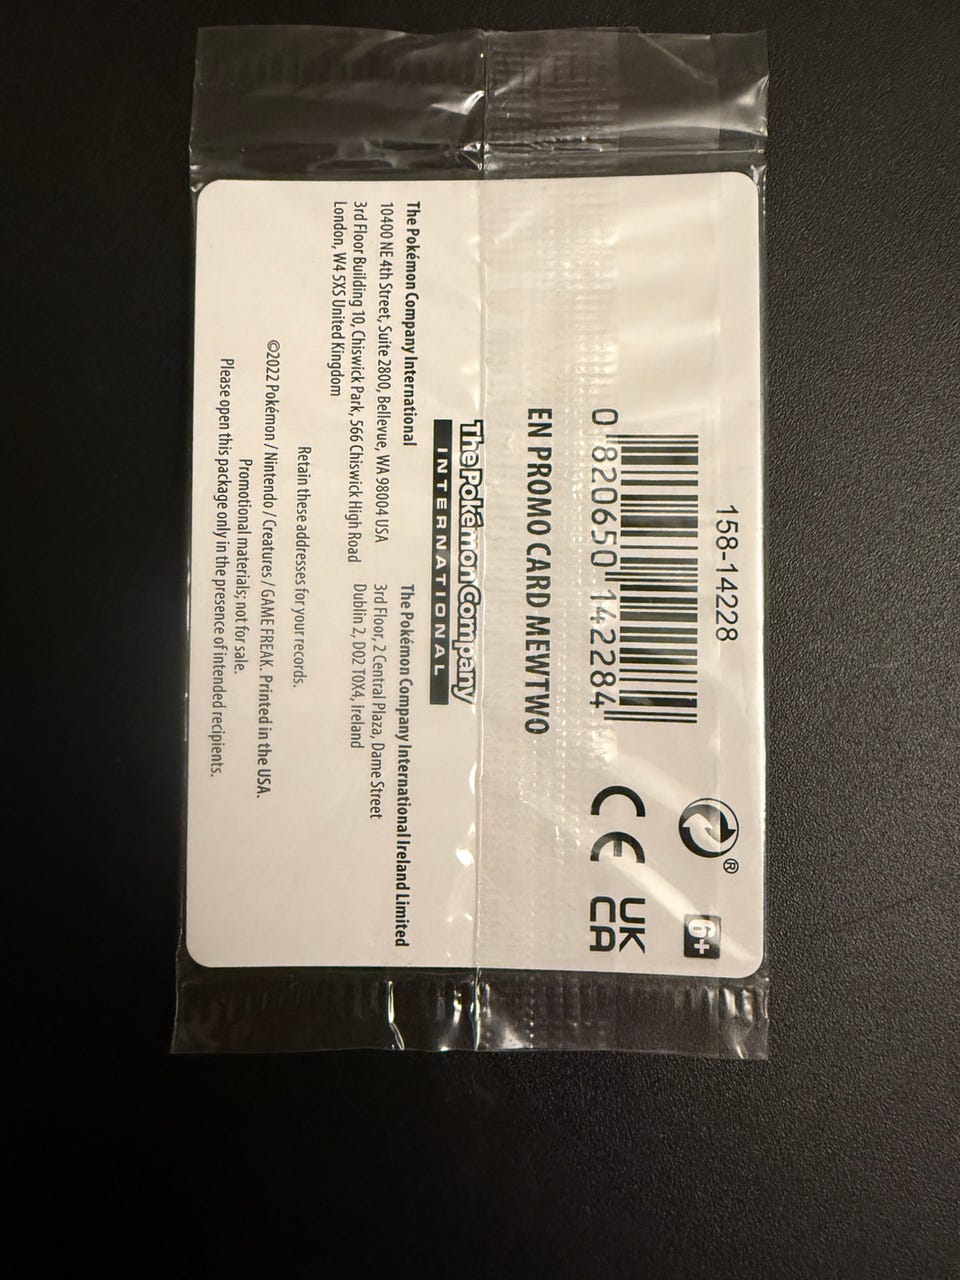 158-14228
0 820650 142284
EN PROMO CARD MEWTWO
®
6+
CE
UK
CA
The Pokémon Company
INTERNATIONAL
The Pokémon Company International
10400 NE 4th Street, Suite 2800, Bellevue, WA 98004 USA
3rd Floor Building 10, Chiswick Park, 566 Chiswick High Road
London, W4 5XS United Kingdom
The Pokémon Company International Ireland Limited
3rd Floor, 2 Central Plaza, Dame Street
Dublin 2, D02 T0X4, Ireland
Retain these addresses for your records.
©2022 Pokémon / Nintendo / Creatures / GAME FREAK. Printed in the USA.
Promotional materials; not for sale.
Please open this package only in the presence of intended recipients.